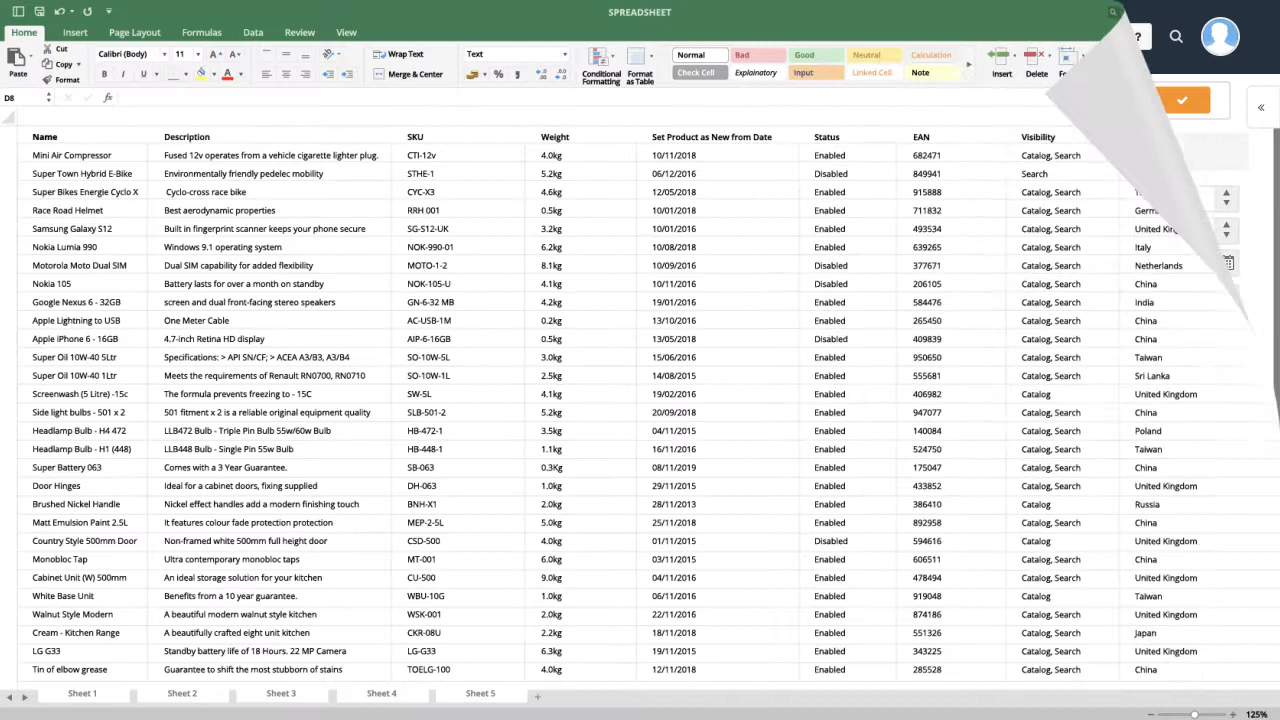 SPREADSHEET
Home Insert Page Layout Formulas Data Review View
?
Paste Cut Copy Format
Calibri (Body) 11
B I U A
Wrap Text
Merge & Center
Text
%
Conditional Formatting
Format as Table
Normal Bad Good Neutral Calculation
Check Cell Explainatory Input Linked Cell Note
Insert Delete
D8 fx
Name Description SKU Weight Set Product as New from Date Status EAN Visibility
Mini Air Compressor Fused 12v operates from a vehicle cigarette lighter plug. CTI-12v 4.0kg 10/11/2018 Enabled 682471 Catalog, Search
Super Town Hybrid E-Bike Environmentally friendly pedelec mobility STHE-1 5.2kg 06/12/2016 Disabled 849941 Search
Super Bikes Energie Cyclo X Cyclo-cross race bike CYC-X3 4.6kg 12/05/2018 Enabled 915888 Catalog, Search
Race Road Helmet Best aerodynamic properties RRH 001 0.5kg 10/01/2018 Enabled 711832 Catalog, Search
Samsung Galaxy S12 Built in fingerprint scanner keeps your phone secure SG-S12-UK 3.2kg 10/01/2016 Enabled 493534 Catalog, Search United
Nokia Lumia 990 Windows 9.1 operating system NOK-990-01 6.2kg 10/08/2018 Enabled 639265 Catalog, Search Italy
Motorola Moto Dual SIM Dual SIM capability for added flexibility MOTO-1-2 8.1kg 10/09/2016 Disabled 377671 Catalog, Search Netherlands
Nokia 105 Battery lasts for over a month on standby NOK-105-U 4.1kg 10/11/2016 Disabled 206105 Catalog, Search China
Google Nexus 6 - 32GB screen and dual front-facing stereo speakers GN-6-32 MB 4.2kg 19/01/2016 Enabled 584476 Catalog, Search India
Apple Lightning to USB One Meter Cable AC-USB-1M 0.2kg 13/10/2016 Enabled 265450 Catalog, Search China
Apple IPhone 6 - 16GB 4.7-inch Retina HD display AIP-6-16GB 0.5kg 13/05/2018 Disabled 409839 Catalog, Search China
Super Oil 10W-40 5Ltr Specifications: > API SN/CF; > ACEA A3/B3, A3/B4 SO-10W-5L 3.0kg 15/06/2016 Enabled 950650 Catalog, Search Taiwan
Super Oil 10W-40 1Ltr Meets the requirements of Renault RN0700, RN0710 SO-10W-1L 2.5kg 14/08/2015 Enabled 555681 Catalog, Search Sri Lanka
Screenwash (5 Litre) -15c The formula prevents freezing to - 15C SW-5L 1.5kg 19/02/2016 Enabled 406982 Catalog United Kingdom
Side light bulbs - 501 x 2 501 fitment x 2 is a reliable original equipment quality SLB-501-2 5.2kg 20/09/2018 Enabled 947077 Catalog, Search China
Headlamp Bulb - H4 472 LLB472 Bulb - Triple Pin Bulb 55w/60w Bulb HB-472-1 3.5kg 04/11/2015 Enabled 140084 Catalog, Search Poland
Headlamp Bulb - H1 (448) LLB448 Bulb - Single Pin 55w Bulb HB-448-1 1.1kg 16/11/2016 Enabled 524750 Catalog, Search Taiwan
Super Battery 063 Comes with a 3 Year Guarantee. SB-063 0.3Kg 08/11/2019 Enabled 175047 Catalog, Search China
Door Hinges Ideal for a cabinet doors, fixing supplied DH-063 1.0kg 29/11/2015 Enabled 433852 Catalog, Search United Kingdom
Brushed Nickel Handle Nickel effect handles add a modern finishing touch BNH-X1 2.0kg 28/11/2013 Enabled 386410 Catalog Russia
Matt Emulsion Paint 2.5L It features colour fade protection protection MEP-2-5L 5.0kg 25/11/2018 Enabled 892958 Catalog, Search China
Country Style 500mm Door Non-framed white 500mm full height door CSD-500 4.0kg 01/11/2015 Disabled 594616 Catalog United Kingdom
Monobloc Tap Ultra contemporary monobloc taps MT-001 6.0kg 03/11/2015 Enabled 606511 Catalog, Search China
Cabinet Unit (W) 500mm An ideal storage solution for your kitchen CU-500 9.0kg 04/11/2016 Enabled 478494 Catalog, Search United Kingdom
White Base Unit Benefits from a 10 year guarantee. WBU-10G 1.0kg 06/11/2016 Enabled 919048 Catalog Taiwan
Walnut Style Modern A beautiful modern walnut style kitchen WSK-001 2.0kg 22/11/2016 Enabled 874186 Catalog, Search United Kingdom
Cream - Kitchen Range A beautifully crafted eight unit kitchen CKR-08U 2.2kg 18/11/2018 Enabled 551326 Catalog, Search Japan
LG G33 Standby battery life of 18 Hours. 22 MP Camera LG-G33 6.3kg 19/11/2015 Enabled 343225 Catalog, Search United Kingdom
Tin of elbow grease Guarantee to shift the most stubborn of stains TOELG-100 4.0kg 12/11/2018 Enabled 285528 Catalog, Search China
Sheet 1 Sheet 2 Sheet 3 Sheet 4 Sheet 5 +
125%